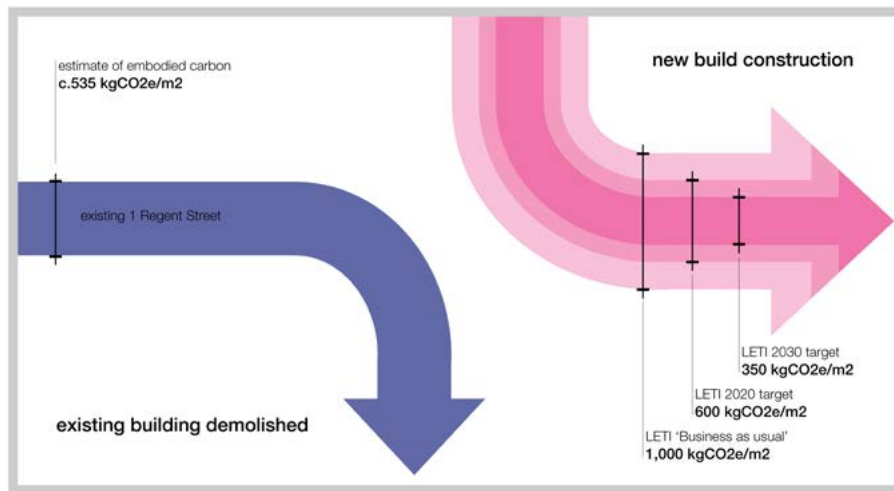 estimate of embodied carbon
c.535 kgCO2e/m2
new build construction
existing 1 Regent Street
LETI 2030 target
350 kgCO2e/m2
LETI 2020 target
600 kgCO2e/m2
existing building demolished
LETI ‘Business as usual’
1,000 kgCO2e/m2